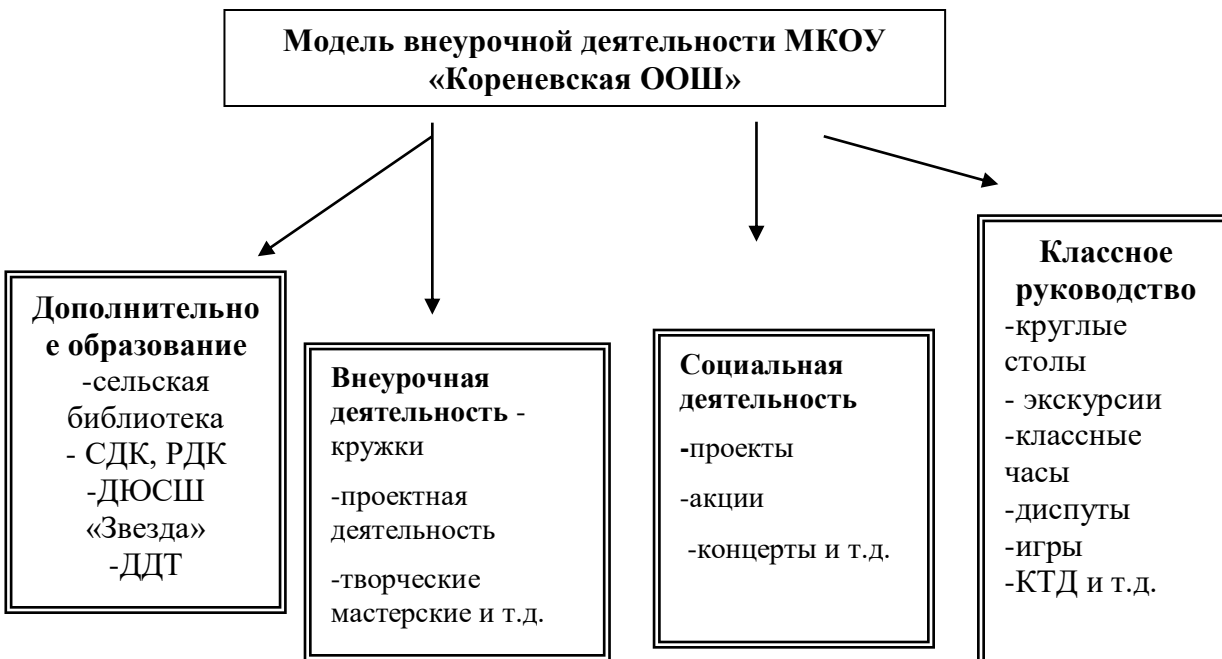 Модель внеурочной деятельности МКОУ
«Кореневская ООШ»
Дополнительно
е образование
-сельская
библиотека
- СДК, РДК
-ДЮСШ
«Звезда»
-ДДТ
Внеурочная
деятельность -
кружки
-проектная
деятельность
-творческие
мастерские и т.д.
Социальная
деятельность
-проекты
-акции
-концерты и т.д.
Классное
руководство
-круглые
столы
- экскурсии
-классные
часы
-диспуты
-игры
-КТД и т.д.